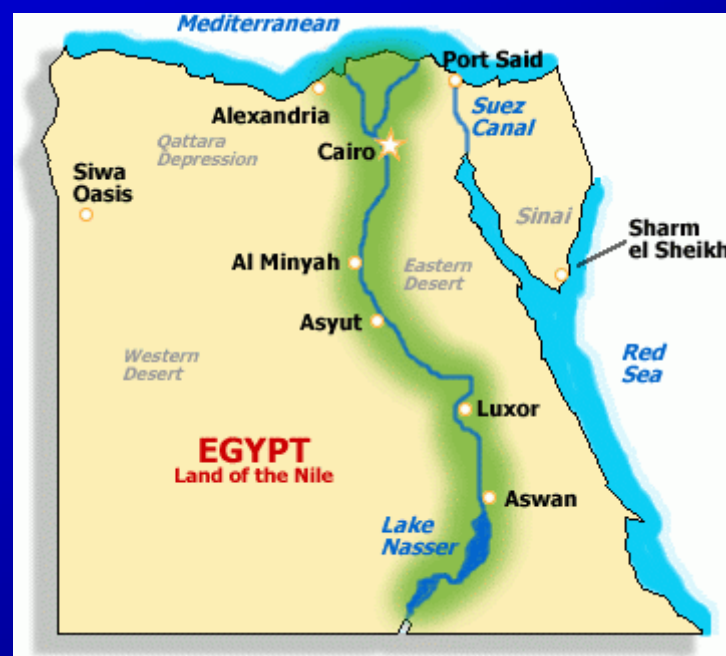 Mediterranean
Port Said
Alexandria
Suez
Canal
Qattara
Depression
Cairo
Siwa
Oasis
Sinai
Sharm
el Sheikh
Al Minyah
Eastern
Desert
Asyut
Western
Desert
Red
Sea
Luxor
EGYPT
Land of the Nile
Aswan
Lake
Nasser